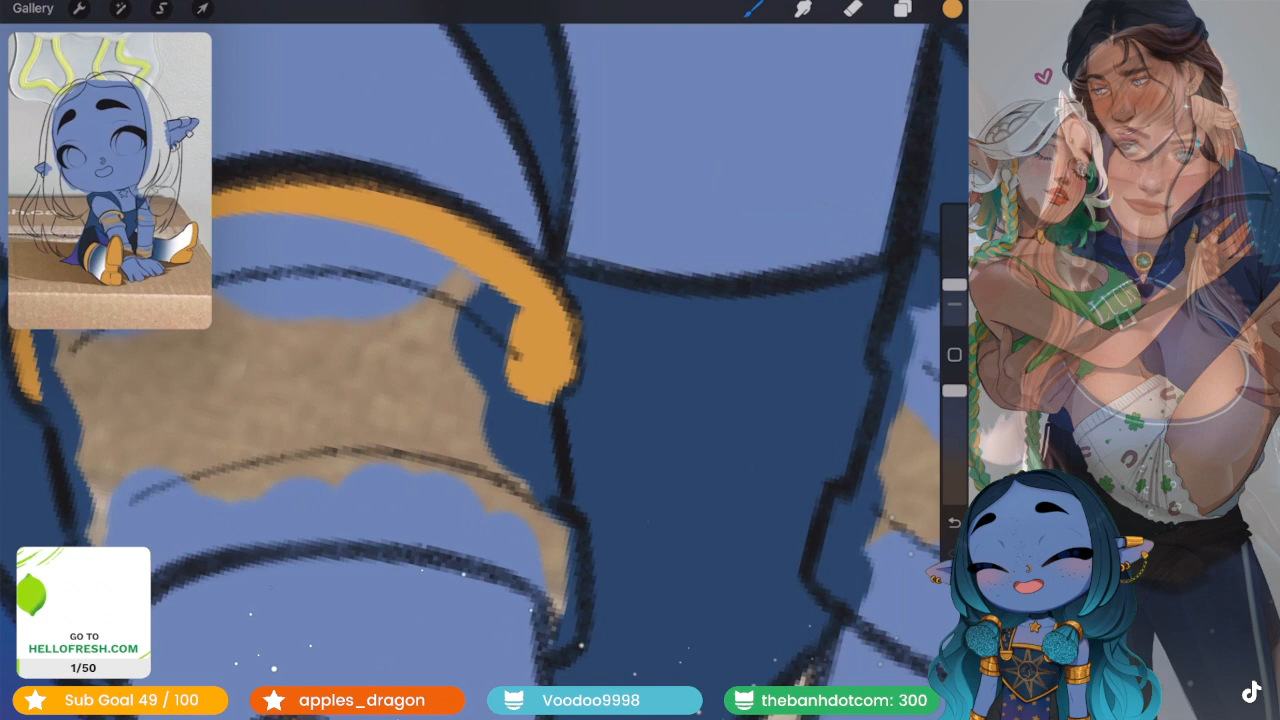 Gallery
GO TO
HELLOFRESH.COM
1/50
Sub Goal 49 / 100
apples_dragon
Voodoo9998
thebanhdotcom: 300